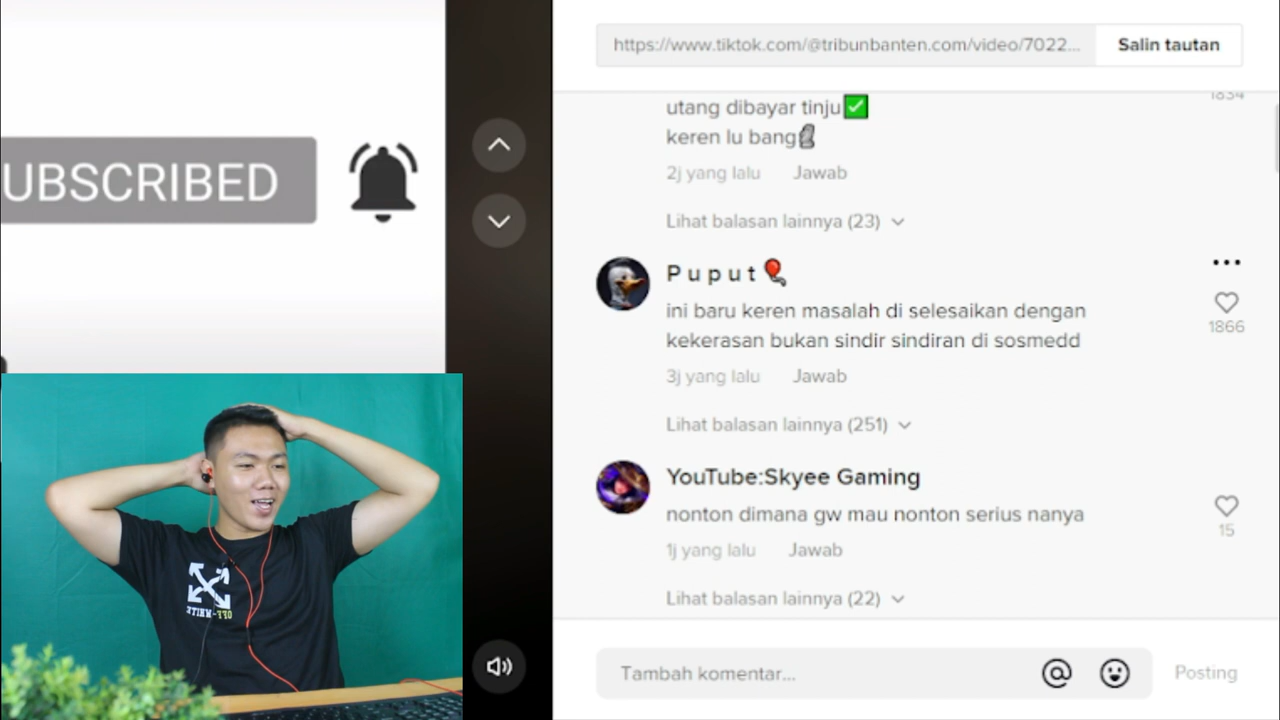 https://www.tiktok.com/@tribunbanten.com/video/7022...
Salin tautan
1834
utang dibayar tinju✅
keren lu bang🗿
2j yang lalu Jawab
Lihat balasan lainnya (23)
UBSCRIBED
P u p u t🎈
ini baru keren masalah di selesaikan dengan
kekerasan bukan sindir sindiran di sosmedd
1866
3j yang lalu Jawab
Lihat balasan lainnya (251)
YouTube:Skyee Gaming
nonton dimana gw mau nonton serius nanya
15
1j yang lalu Jawab
Lihat balasan lainnya (22)
OFF-WHITE
Tambah komentar...
Posting